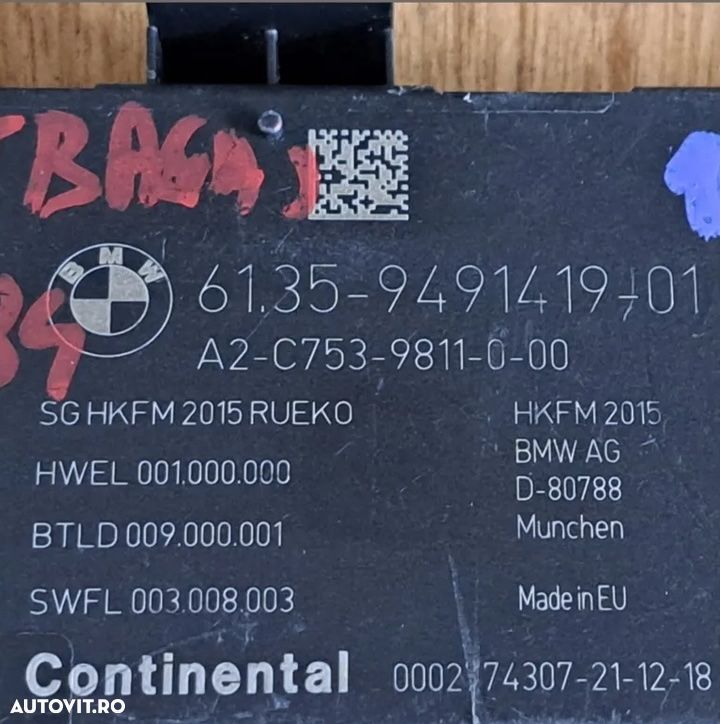 BMW
61.35-9491419-01
A2-C753-9811-0-00
SG HKFM 2015 RUEKO
HWEL 001.000.000
BTLD 009.000.001
SWFL 003.008.003
HKFM 2015
BMW AG
D-80788
Munchen
Made in EU
Continental
74307-21-12-18
AUTOVIT.RO